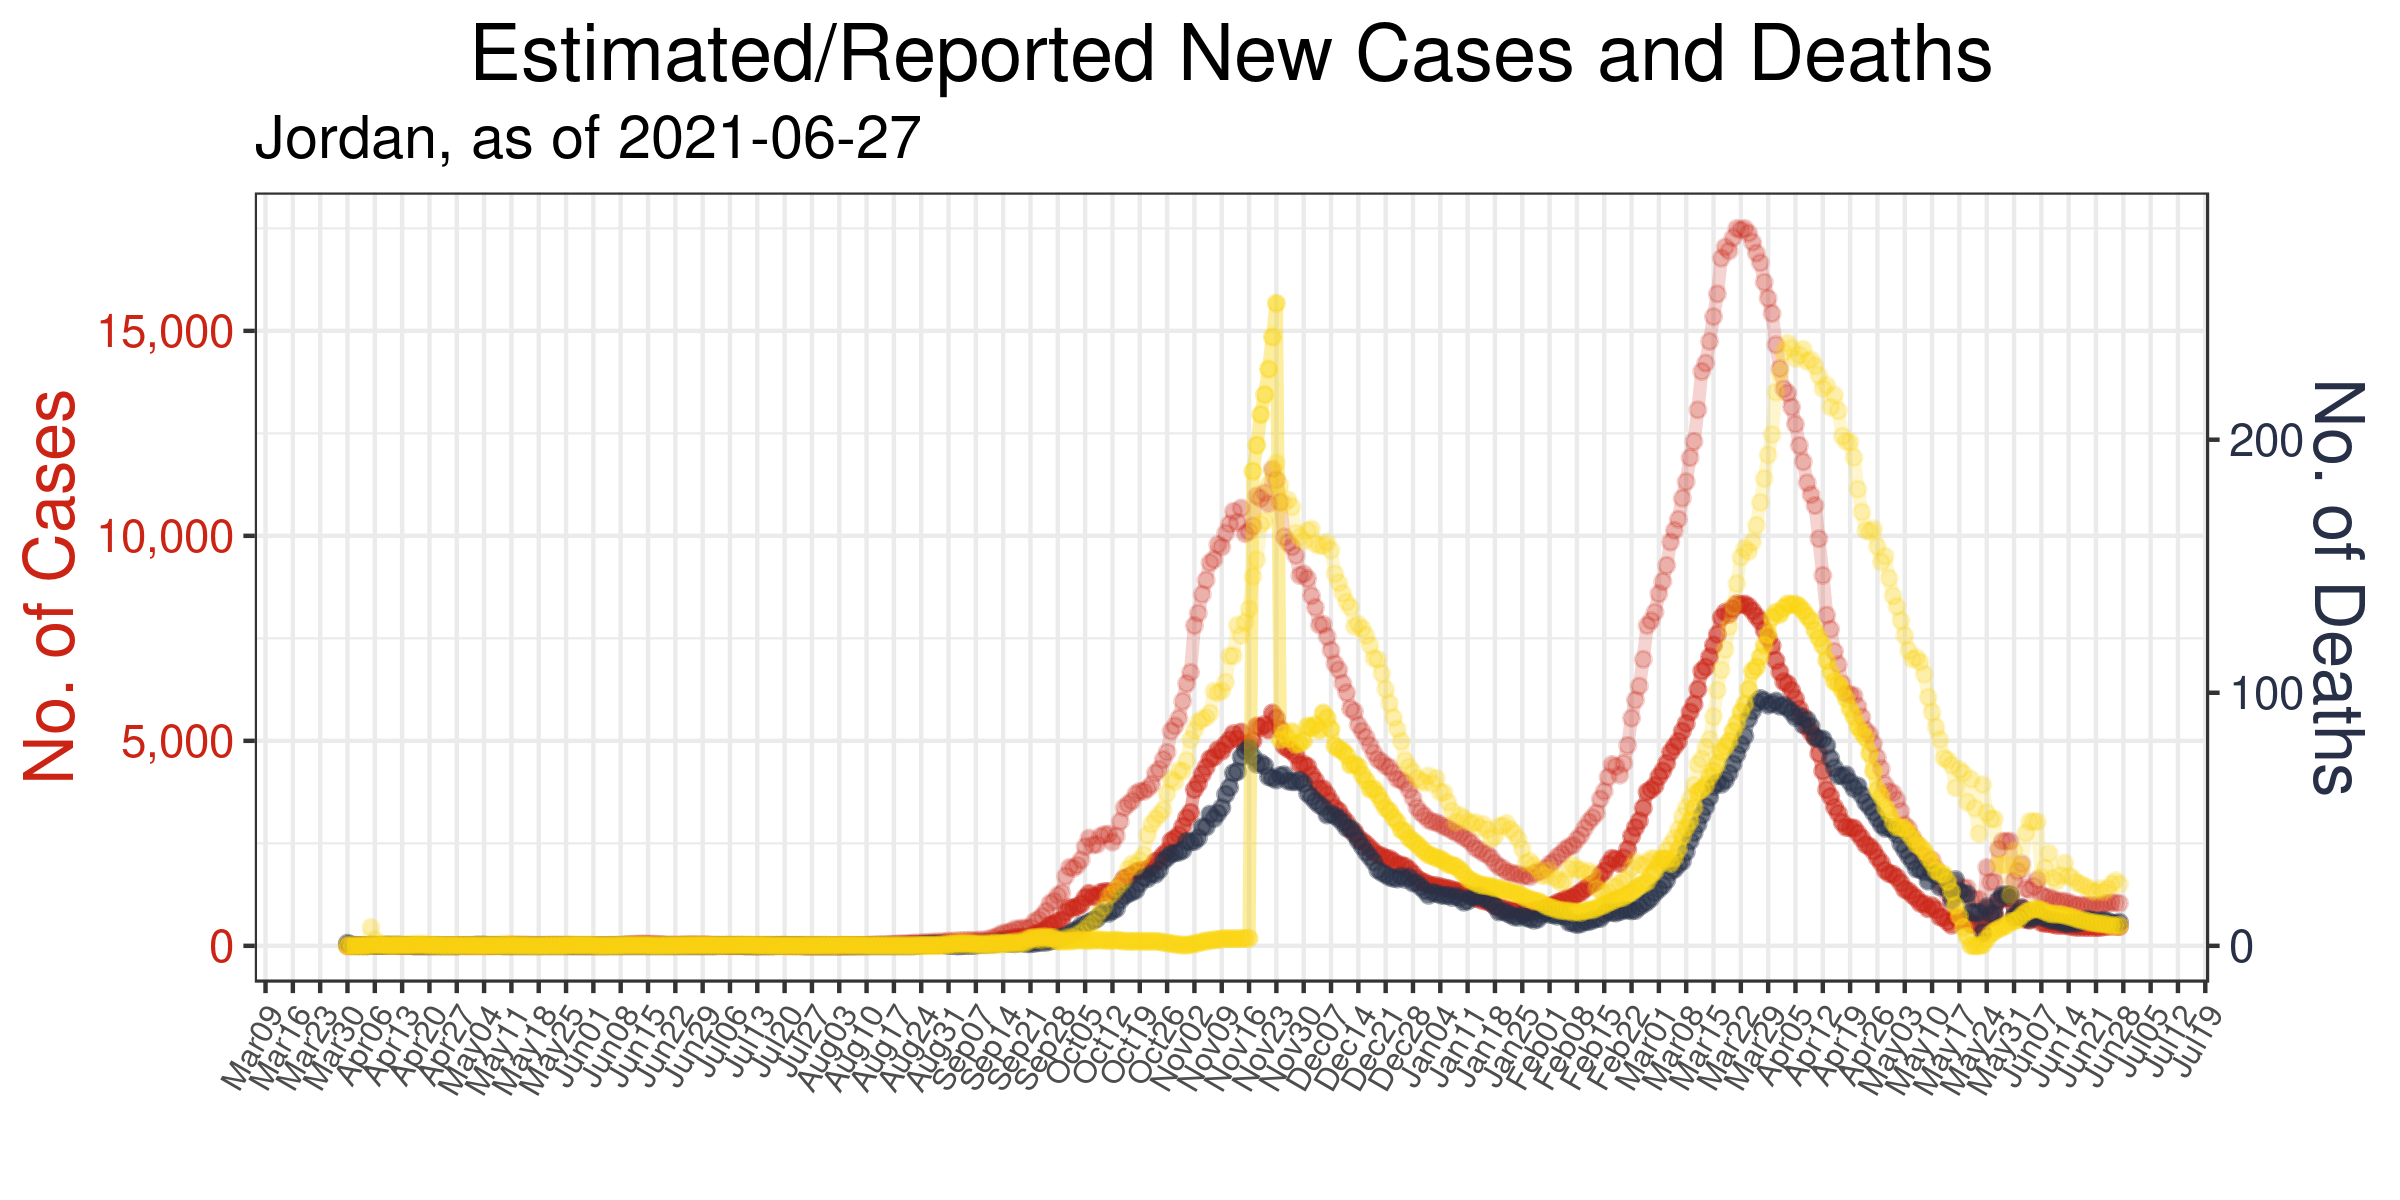 Estimated/Reported New Cases and Deaths
Jordan, as of 2021-06-27
No. of Cases
15,000
10,000
5,000
0
No. of Deaths
200
100
0
Mar09
Mar16
Mar23
Mar30
Apr06
Apr13
Apr20
Apr27
May04
May11
May18
May25
Jun01
Jun08
Jun15
Jun22
Jun29
Jul06
Jul13
Jul20
Jul27
Aug03
Aug10
Aug17
Aug24
Aug31
Sep07
Sep14
Sep21
Sep28
Oct05
Oct12
Oct19
Oct26
Nov02
Nov09
Nov16
Nov23
Nov30
Dec07
Dec14
Dec21
Dec28
Jan04
Jan11
Jan18
Jan25
Feb01
Feb08
Feb15
Feb22
Mar01
Mar08
Mar15
Mar22
Mar29
Apr05
Apr12
Apr19
Apr26
May03
May10
May17
May24
May31
Jun07
Jun14
Jun21
Jun28
Jul05
Jul12
Jul19